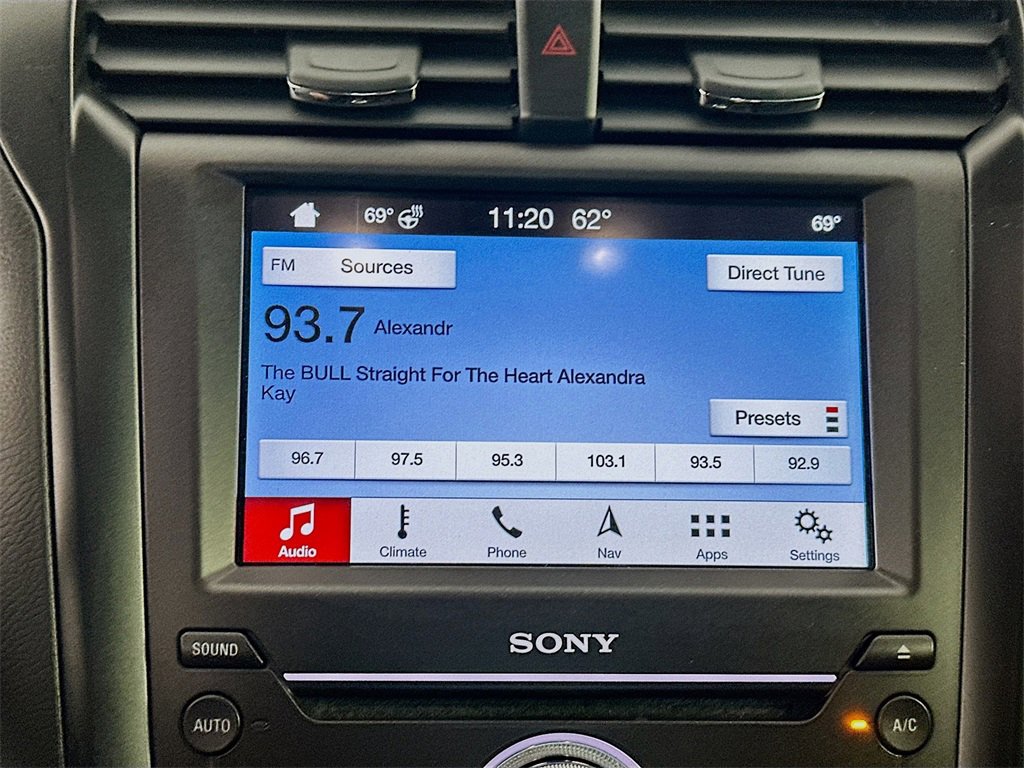 69° 11:20 62° 69°
FM Sources Direct Tune
93.7 Alexandr
The BULL Straight For The Heart Alexandra
Kay
Presets
96.7 97.5 95.3 103.1 93.5 92.9
Audio Climate Phone Nav Apps Settings
SONY
SOUND
AUTO A/C